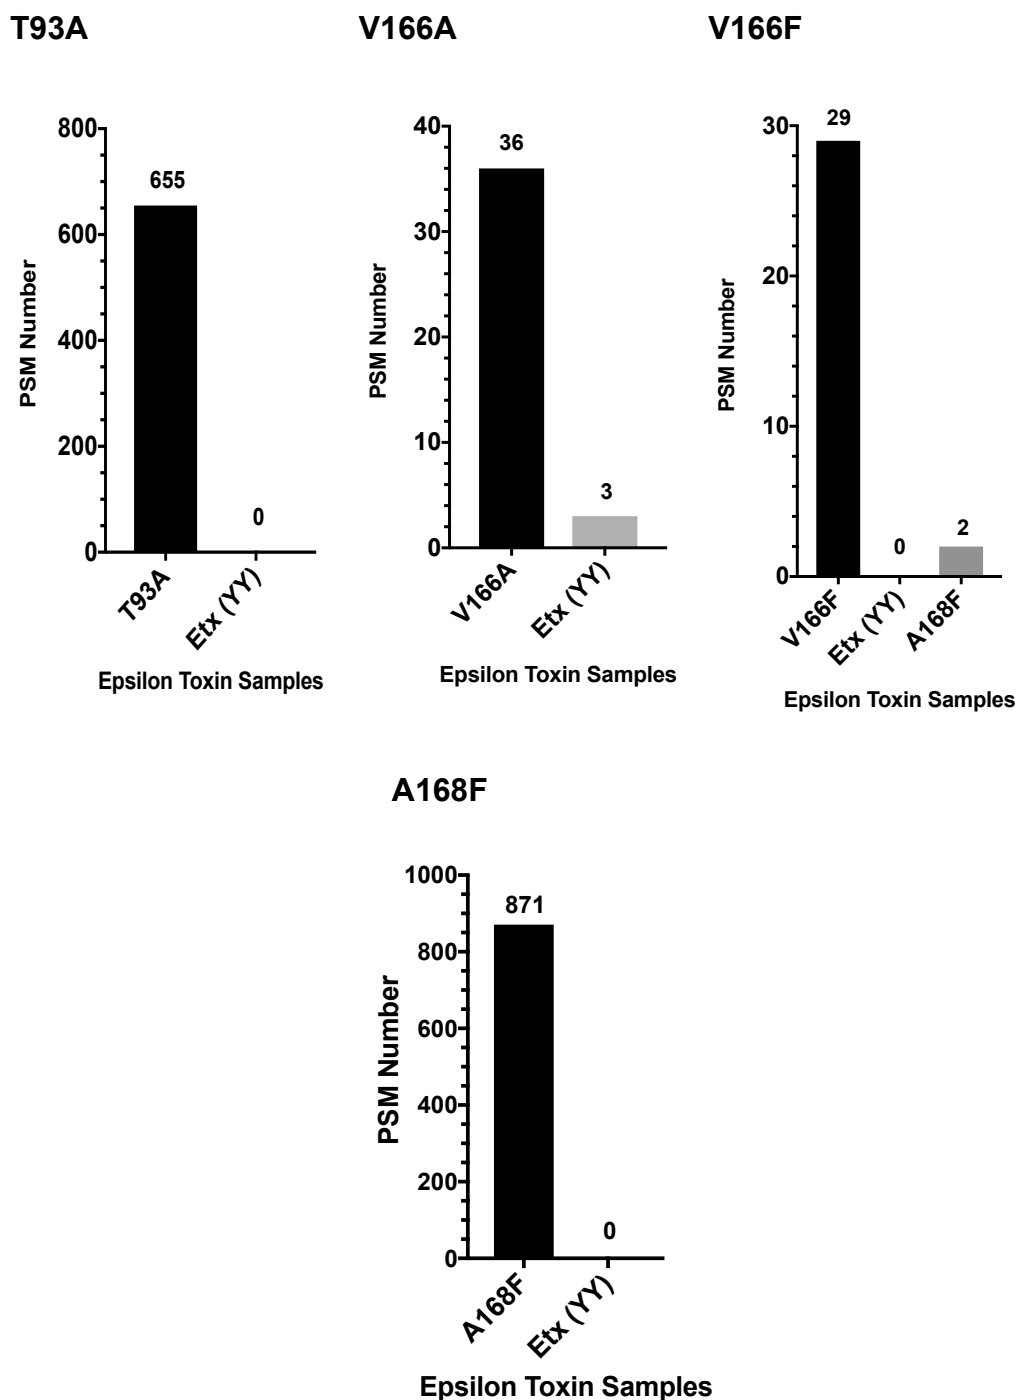 T93A
V166A
V166F
800
600
400
200
0
PSM Number
655
0
T93A
Etx (YY)
Epsilon Toxin Samples
40
30
20
10
0
PSM Number
36
3
V166A
Etx (YY)
Epsilon Toxin Samples
30
20
10
0
PSM Number
29
0
2
V166F
Etx (YY)
A168F
Epsilon Toxin Samples
A168F
1000
800
600
400
200
0
PSM Number
871
0
A168F
Etx (YY)
Epsilon Toxin Samples